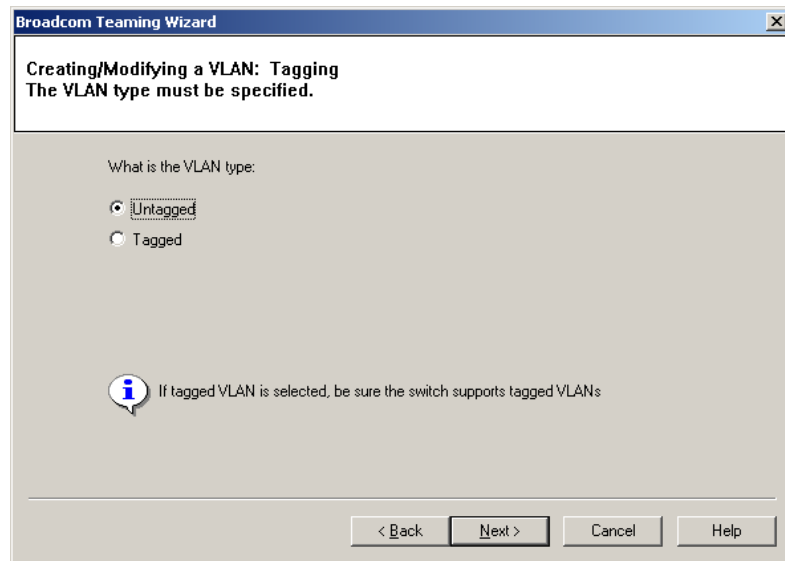 Broadcom Teaming Wizard
Creating/Modifying a VLAN: Tagging
The VLAN type must be specified.
What is the VLAN type:
Untagged
Tagged
If tagged VLAN is selected, be sure the switch supports tagged VLANs
< Back Next > Cancel Help